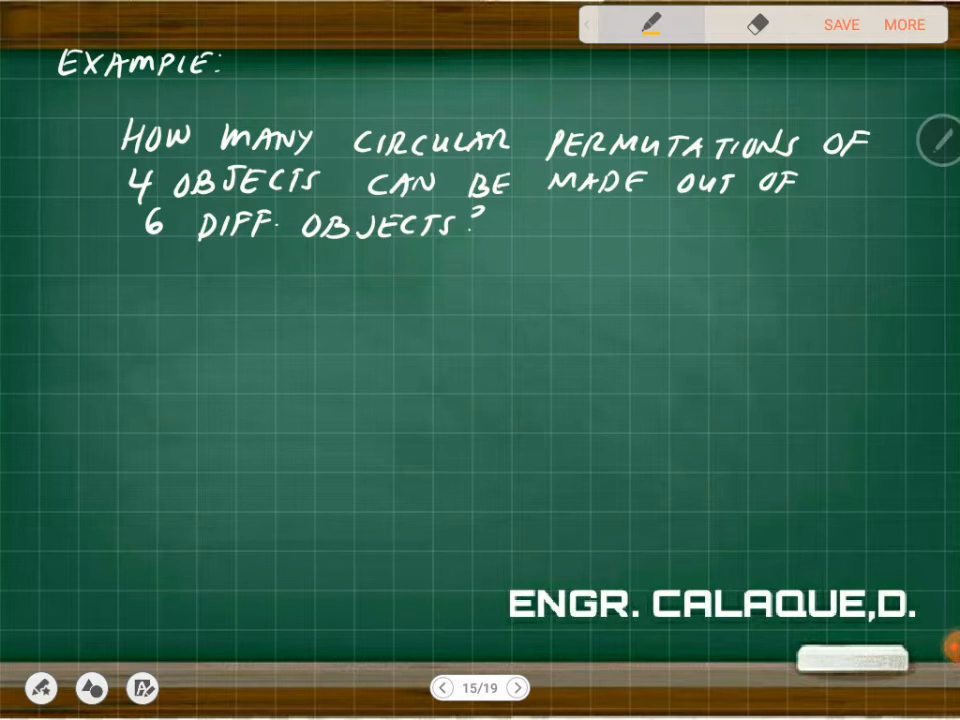 SAVE MORE
EXAMPLE:
HOW MANY CIRCULAR PERMUTATIONS OF
4 OBJECTS CAN BE MADE OUT OF
6 DIFF. OBJECTS?
ENGR. CALAQUE,D.
15/19